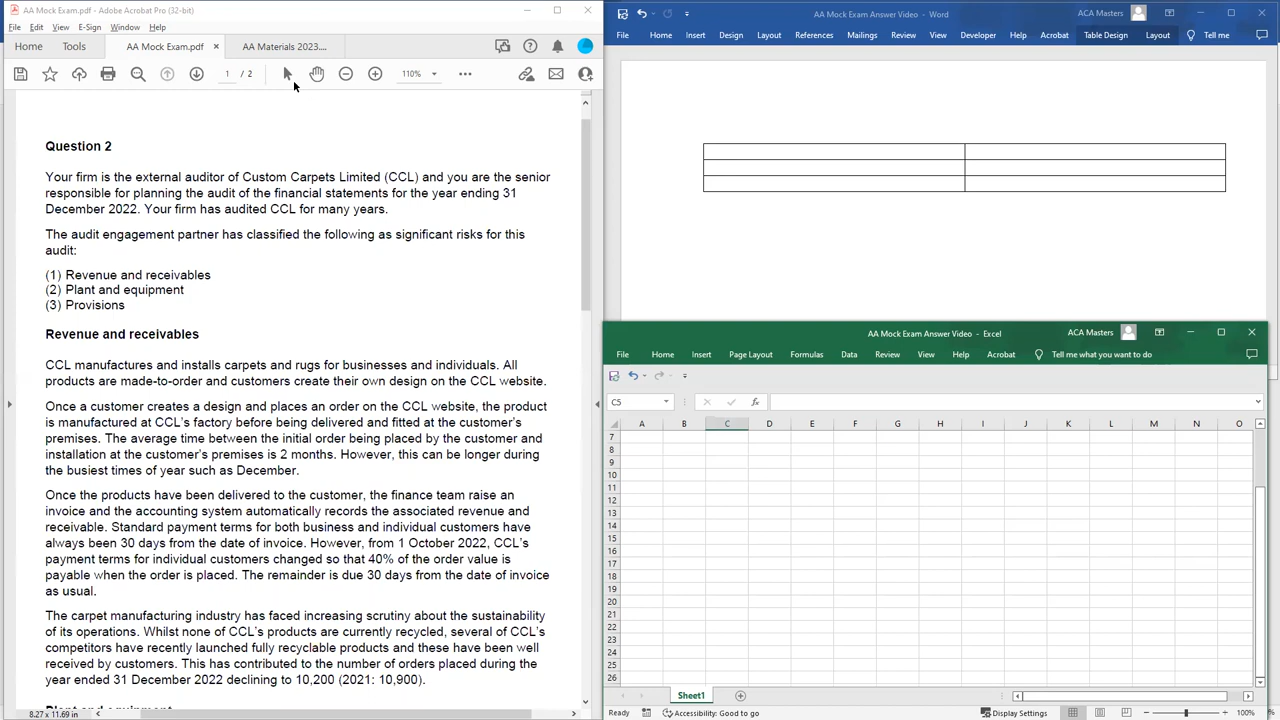 AA Mock Exam.pdf - Adobe Acrobat Pro (32-bit)
File Edit View E-Sign Window Help
Home Tools AA Mock Exam.pdf × AA Materials 2023....
1 / 2 110%
Question 2
Your firm is the external auditor of Custom Carpets Limited (CCL) and you are the senior
responsible for planning the audit of the financial statements for the year ending 31
December 2022. Your firm has audited CCL for many years.
The audit engagement partner has classified the following as significant risks for this
audit:
(1) Revenue and receivables
(2) Plant and equipment
(3) Provisions
Revenue and receivables
CCL manufactures and installs carpets and rugs for businesses and individuals. All
products are made-to-order and customers create their own design on the CCL website.
Once a customer creates a design and places an order on the CCL website, the product
is manufactured at CCL's factory before being delivered and fitted at the customer's
premises. The average time between the initial order being placed by the customer and
installation at the customer's premises is 2 months. However, this can be longer during
the busiest times of year such as December.
Once the products have been delivered to the customer, the finance team raise an
invoice and the accounting system automatically records the associated revenue and
receivable. Standard payment terms for both business and individual customers have
always been 30 days from the date of invoice. However, from 1 October 2022, CCL's
payment terms for individual customers changed so that 40% of the order value is
payable when the order is placed. The remainder is due 30 days from the date of invoice
as usual.
The carpet manufacturing industry has faced increasing scrutiny about the sustainability
of its operations. Whilst none of CCL's products are currently recycled, several of CCL's
competitors have recently launched fully recyclable products and these have been well
received by customers. This has contributed to the number of orders placed during the
year ended 31 December 2022 declining to 10,200 (2021: 10,900).
8.27 x 11.69 in
AA Mock Exam Answer Video - Word ACA Masters
File Home Insert Design Layout References Mailings Review View Developer Help Acrobat Table Design Layout Tell me
AA Mock Exam Answer Video - Excel ACA Masters
File Home Insert Page Layout Formulas Data Review View Help Acrobat Tell me what you want to do
C5 fx
A B C D E F G H I J K L M N O
7
8
9
10
11
12
13
14
15
16
17
18
19
20
21
22
23
24
25
26
Sheet1
Ready Accessibility: Good to go Display Settings 100%